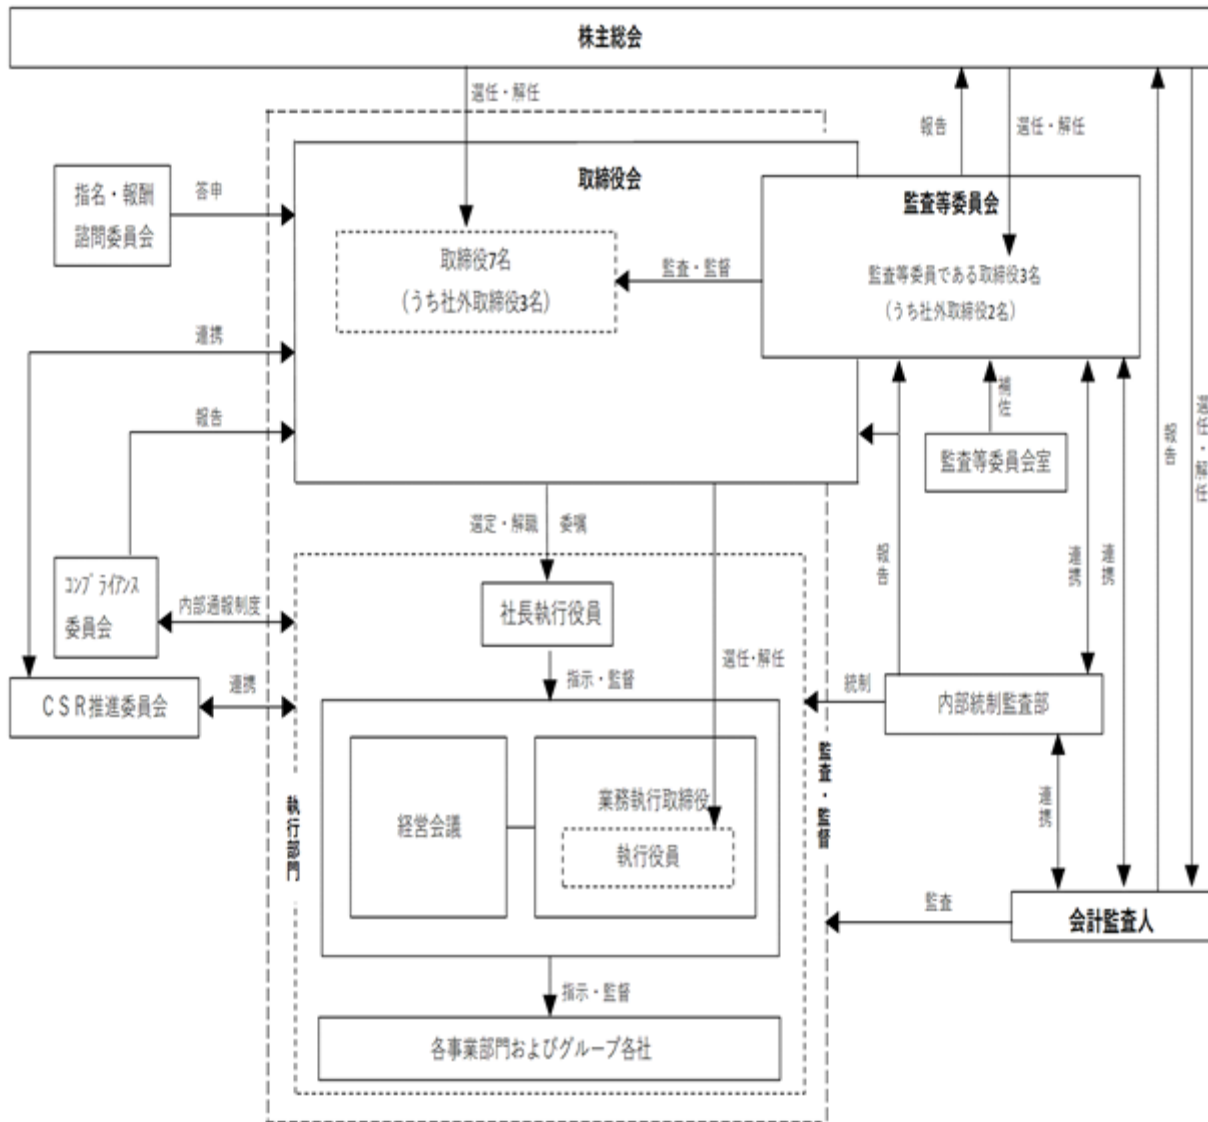 株主総会
選任・解任
報告
選任・解任
取締役会
監査等委員会
指名・報酬
諮問委員会
答申
取締役7名
（うち社外取締役3名）
監査・監督
監査等委員である取締役3名
（うち社外取締役2名）
連携
報告
補佐
監査等委員会室
報告
選任・解任
選定・解職
委嘱
報告
連携
連携
コンプライアンス
委員会
内部通報制度
社長執行役員
選任・解任
指示・監督
統制
内部統制監査部
CSR推進委員会
連携
執行部門
経営会議
業務執行取締役
執行役員
監査・監督
連携
監査
会計監査人
指示・監督
各事業部門およびグループ各社